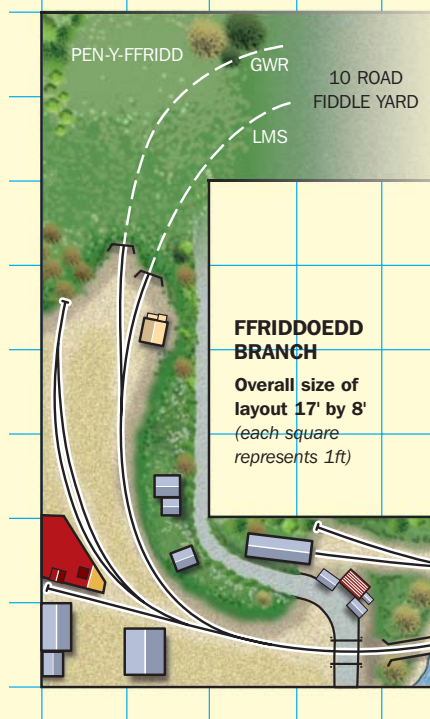 PEN-Y-FFRIDD
GWR
10 ROAD
FIDDLE YARD
LMS
FFRIDDOEDD
BRANCH
Overall size of
layout 17' by 8'
(each square
represents 1ft)